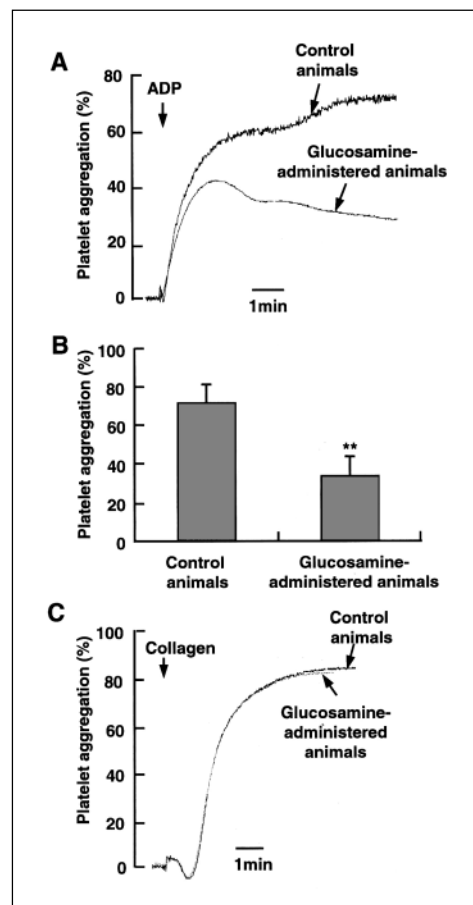 A
Platelet aggregation (%)
80
60
40
20
0
ADP
Control
animals
Glucosamine-
administered animals
1min
B
Platelet aggregation (%)
100
80
60
40
20
0
**
Control
animals
Glucosamine-
administered animals
C
Platelet aggregation (%)
100
80
60
40
20
0
Collagen
Control
animals
Glucosamine-
administered
animals
1min